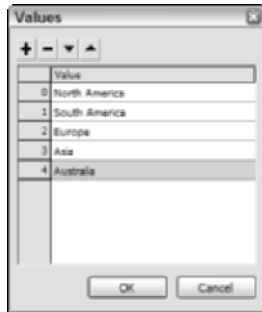 Values
Value
0 North America
1 South America
2 Europe
3 Asia
4 Australia
OK Cancel